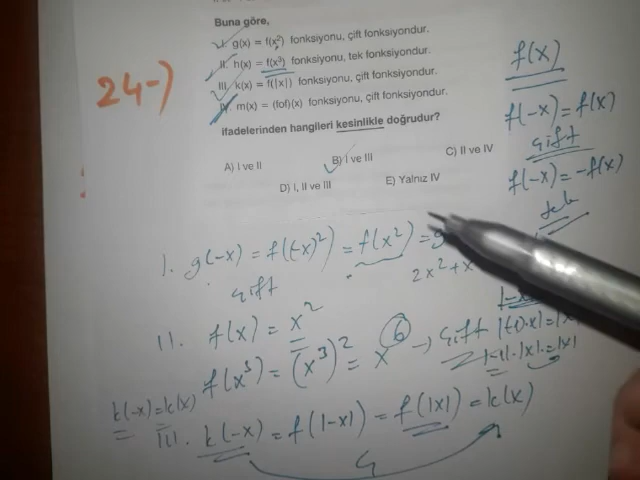 Buna göre,
I. g(x) = f(x²) fonksiyonu, çift fonksiyondur.
II. h(x) = f(x³) fonksiyonu, tek fonksiyondur.
III. k(x) = f(|x|) fonksiyonu, çift fonksiyondur.
IV. m(x) = (fof)(x) fonksiyonu, çift fonksiyondur.
ifadelerinden hangileri kesinlikle doğrudur?
A) I ve II
B) I ve III
C) II ve IV
D) I, II ve III
E) Yalnız IV
24-)
f(x)
f(-x) = f(x)
çift
f(-x) = -f(x)
tek
I. g(-x) = f((-x)²) = f(x²) = g
çift
2x² + x
II. f(x) = x²
f(x³) = (x³)² = x⁶ → çift
|(-1).x| = |x
|-1|.|x| = |x|
k(-x) = k(x)
III. k(-x) = f(|-x|) = f(|x|) = k(x)